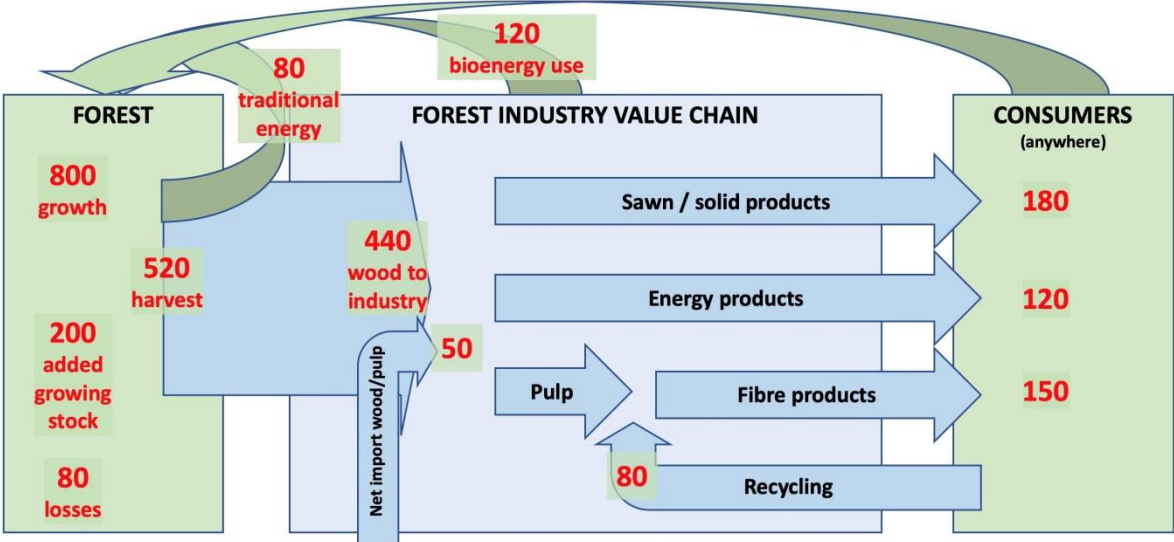 120
bioenergy use
80
traditional
energy
FOREST
FOREST INDUSTRY VALUE CHAIN
CONSUMERS
(anywhere)
800
growth
520
harvest
200
added
growing
stock
80
losses
440
wood to
industry
50
Net import wood/pulp
Sawn / solid products
180
Energy products
120
Pulp
Fibre products
150
80
Recycling